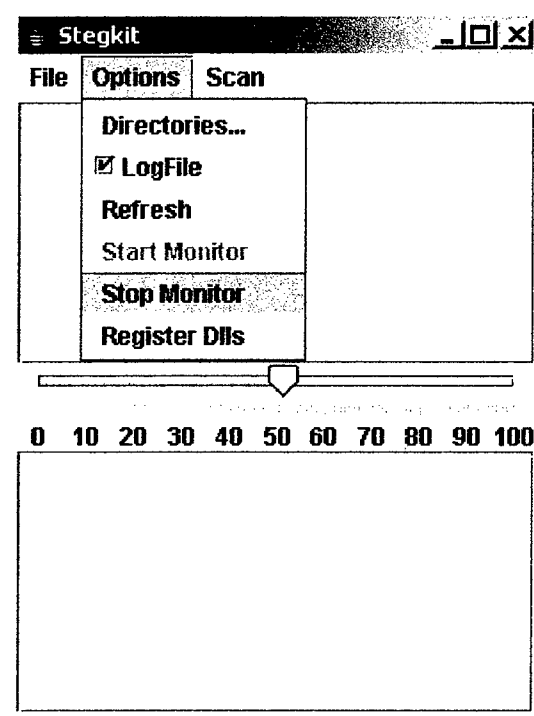 Stegkit
File Options Scan
Directories...
LogFile
Refresh
Start Monitor
Stop Monitor
Register Dlls
0 10 20 30 40 50 60 70 80 90 100